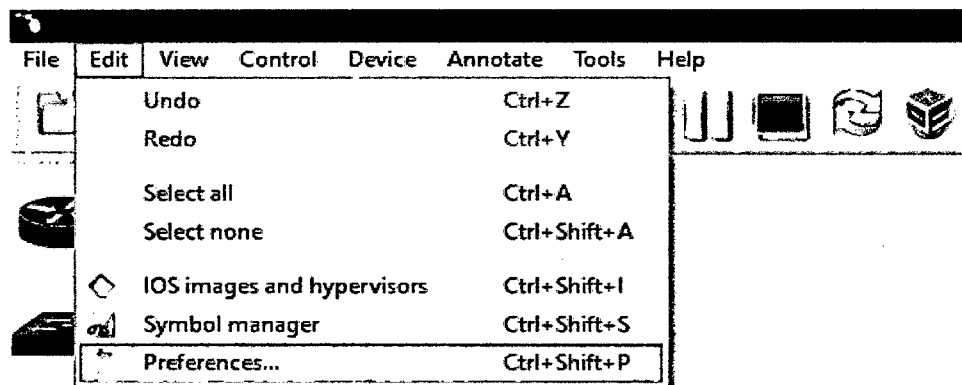 File Edit View Control Device Annotate Tools Help
Undo Ctrl+Z
Redo Ctrl+Y
Select all Ctrl+A
Select none Ctrl+Shift+A
IOS images and hypervisors Ctrl+Shift+I
Symbol manager Ctrl+Shift+S
Preferences... Ctrl+Shift+P